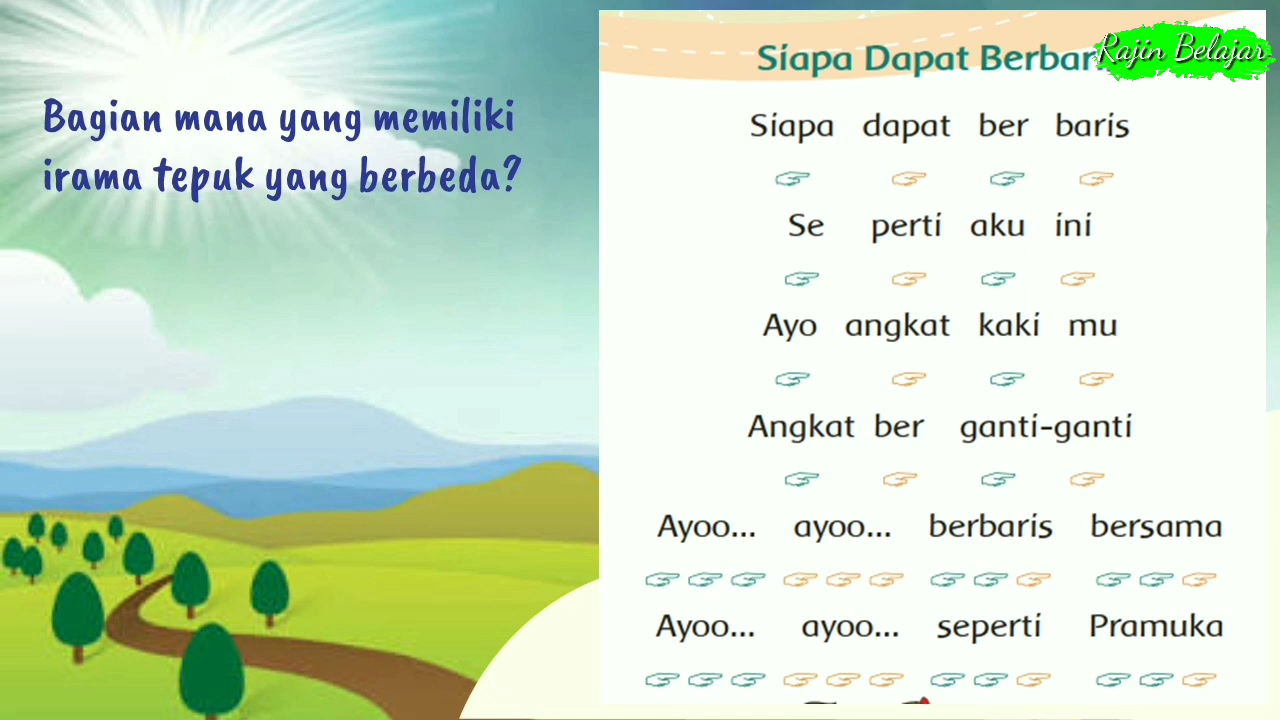 Bagian mana yang memiliki
irama tepuk yang berbeda?
Rajin Belajar
Siapa Dapat
Siapa dapat ber baris
Se perti aku ini
Ayo angkat kaki mu
Angkat ber ganti-ganti
Ayoo... ayoo... berbaris bersama
Ayoo... ayoo... seperti Pramuka